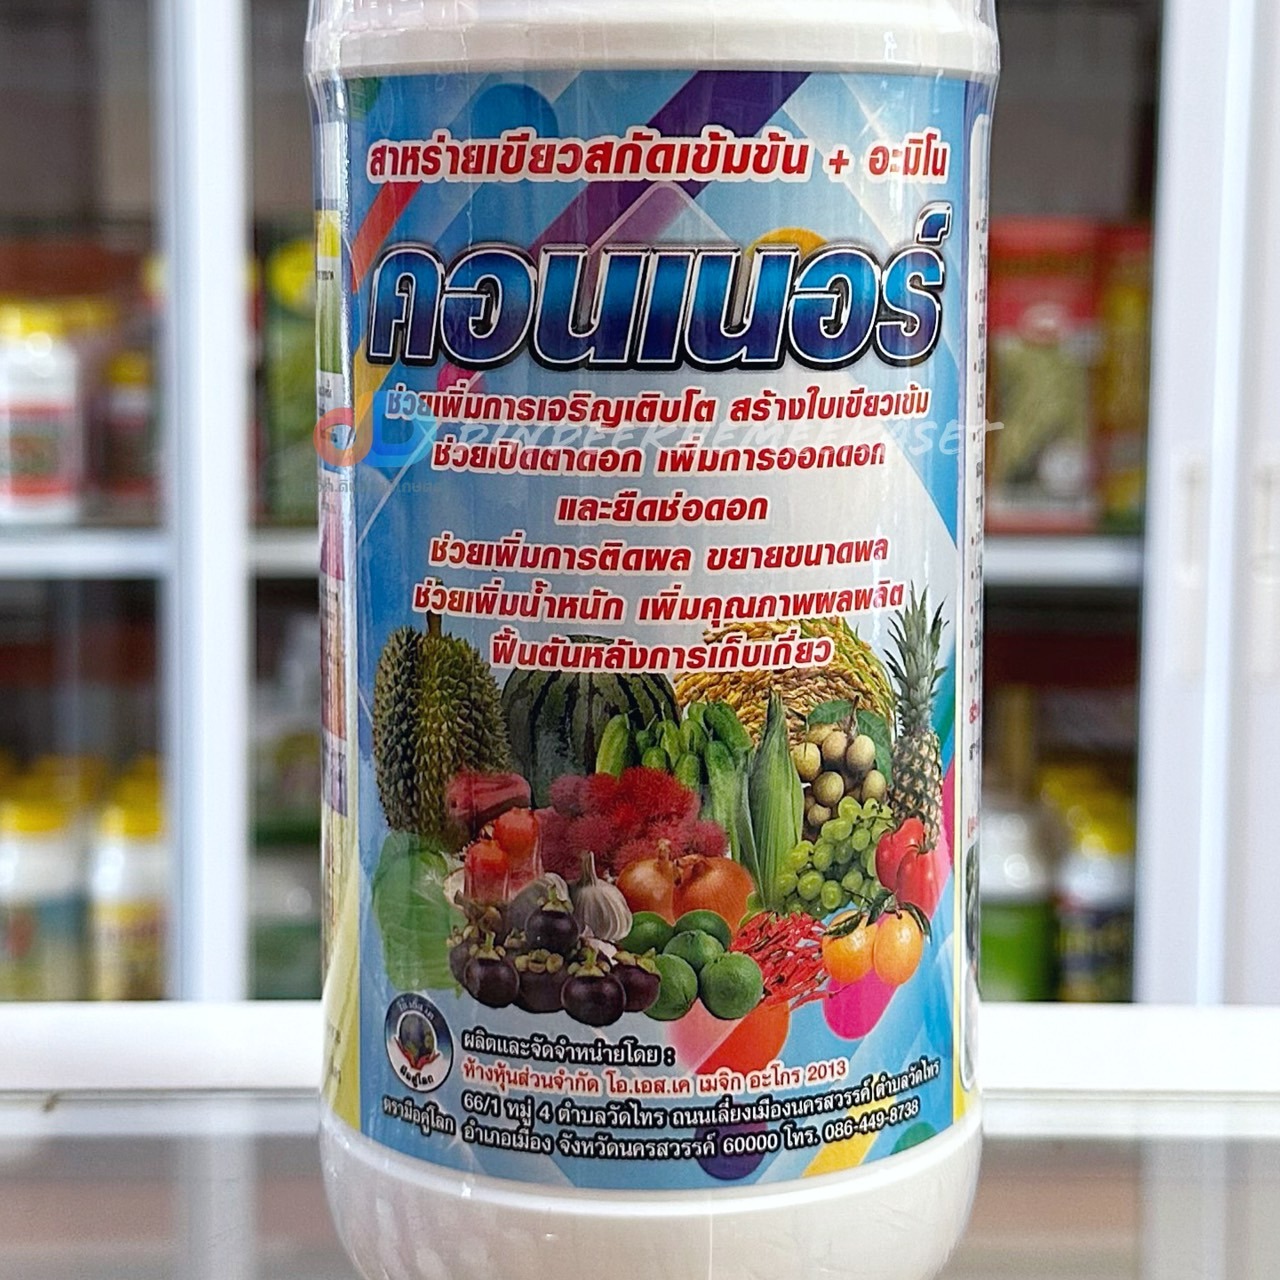 สาหร่ายเขียวสกัดเข้มข้น + อะมิโน
คอนเนอร์
ช่วยเพิ่มการเจริญเติบโต สร้างใบเขียวเข้ม
DINDEEKHEMEEKASET
ช่วยเปิดตาดอก เพิ่มการออกดอก
และยืดช่อดอก
ช่วยเพิ่มการติดผล ขยายขนาดผล
ช่วยเพิ่มน้ำหนัก เพิ่มคุณภาพผลผลิต
ฟื้นต้นหลังการเก็บเกี่ยว
มือคู่โลก
ตรามือคู่โลก
ผลิตและจัดจำหน่ายโดย :
ห้างหุ้นส่วนจำกัด โอ.เอส.เค เมจิก อะโกร 2013
66/1 หมู่ 4 ตำบลวัดไทร ถนนเลี่ยงเมืองนครสวรรค์ ตำบลวัดไทร
อำเภอเมือง จังหวัดนครสวรรค์ 60000 โทร. 086-449-8738